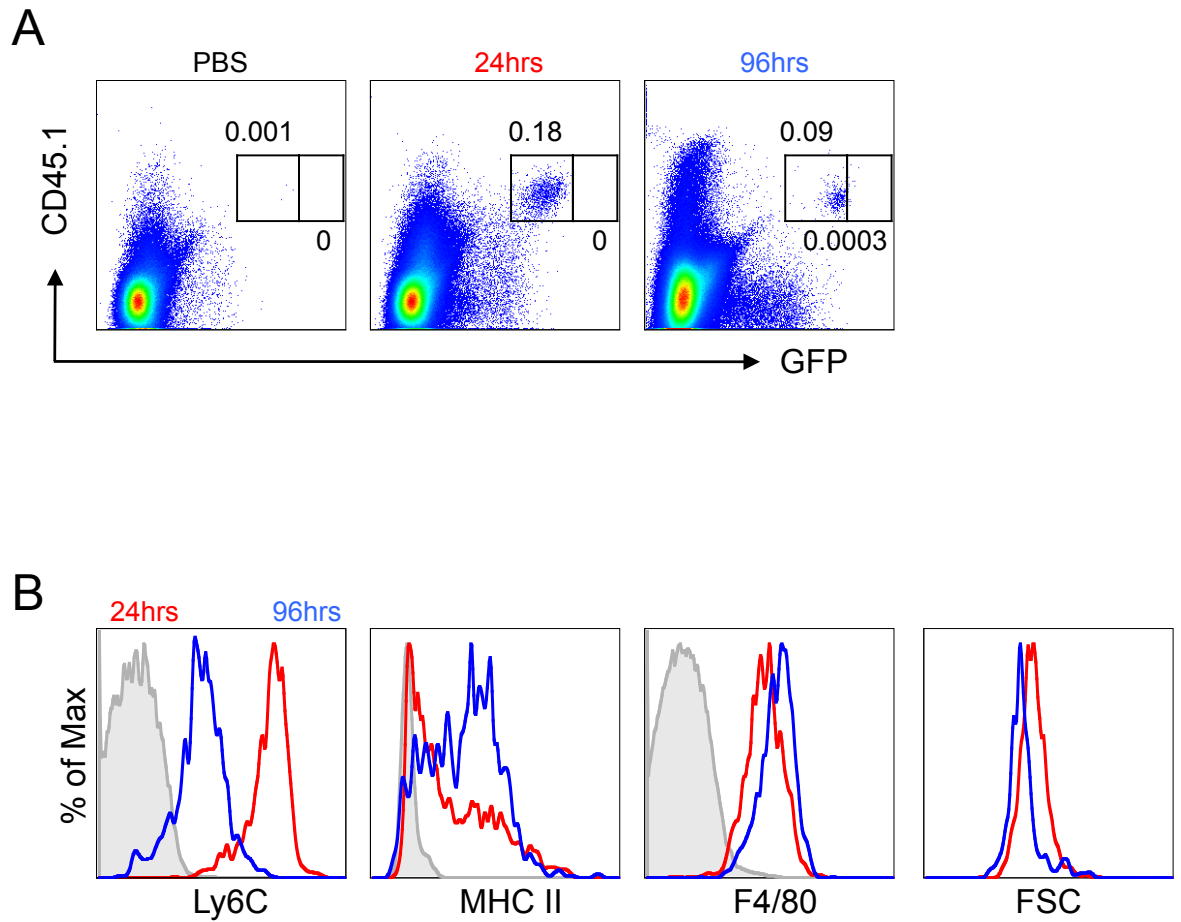 A
PBS
24hrs
96hrs
0.001
0.18
0.09
CD45.1
0
0
0.0003
GFP
B
24hrs
96hrs
% of Max
Ly6C
MHC II
F4/80
FSC